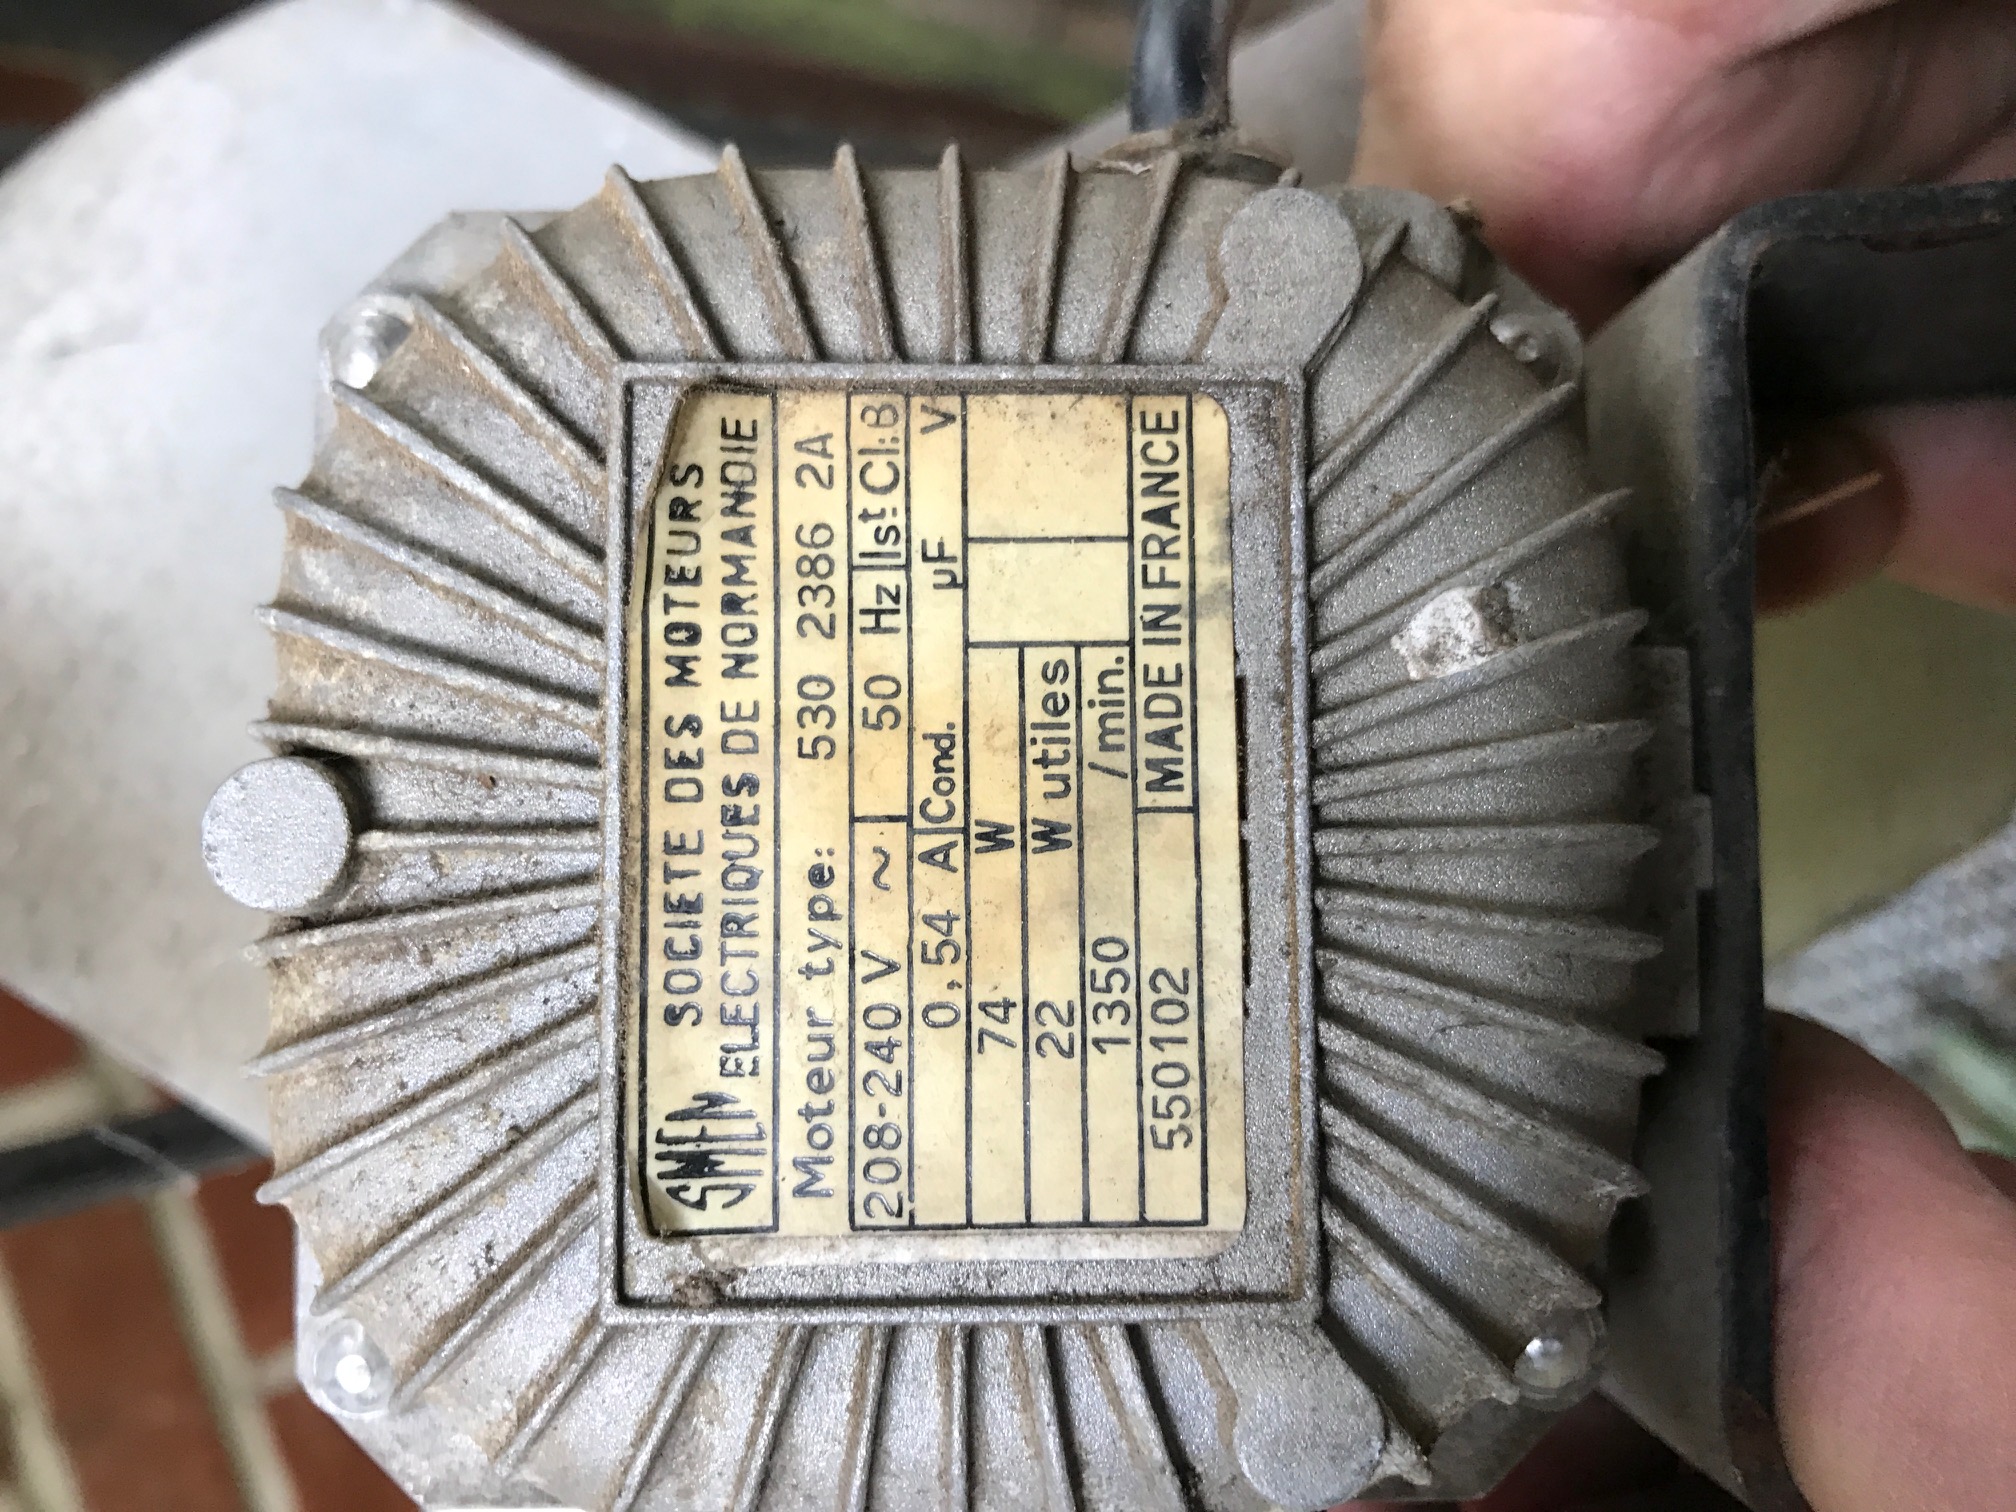 SMEN
SOCIETE DES MOTEURS
ELECTRIQUES DE NORMANDIE
Moteur type: 530 2386 2A
208-240 V ~ 50 Hz Ist: Cl: B
0,54 A Cond. µF V
74 W
22 W utiles
1350 /min.
550102 MADE IN FRANCE